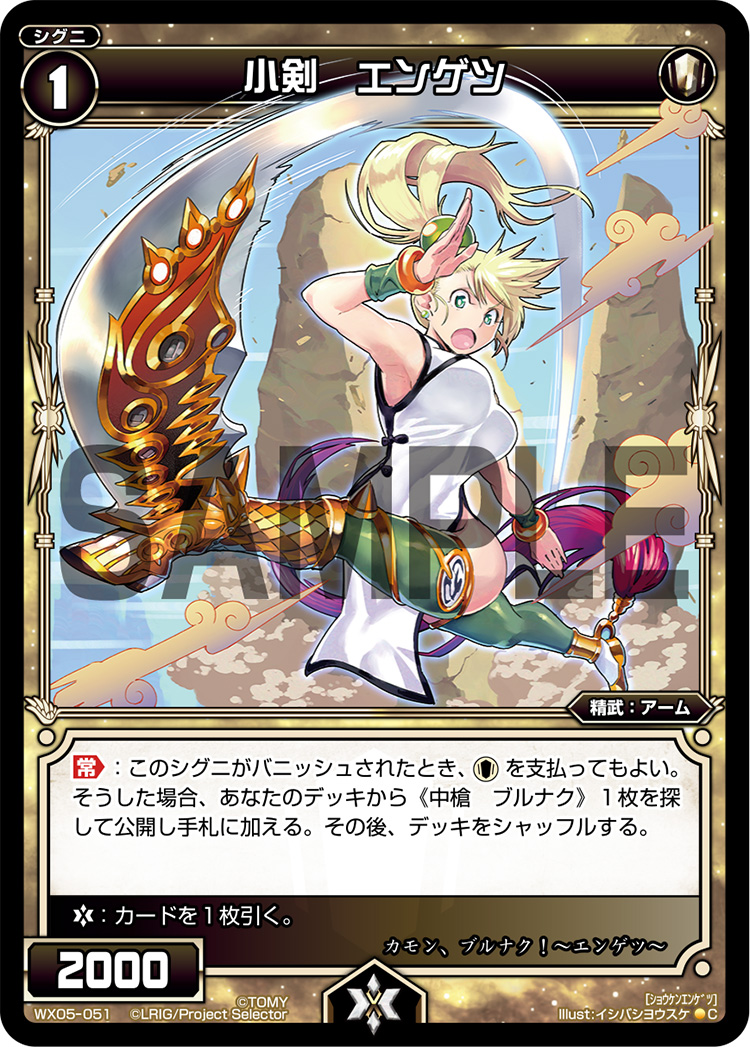 シグニ
1
小剣　エンゲツ
SAMPLE
精武：アーム
常：このシグニがバニッシュされたとき、を支払ってもよい。
そうした場合、あなたのデッキから《中槍　ブルナク》１枚を探
して公開し手札に加える。その後、デッキをシャッフルする。
：カードを１枚引く。
カモン、ブルナク！～エンゲツ～
2000
WX05-051 ©LRIG/Project Selector
©TOMY
[ショウケンエンゲツ]
Illust:イシバシヨウスケ C